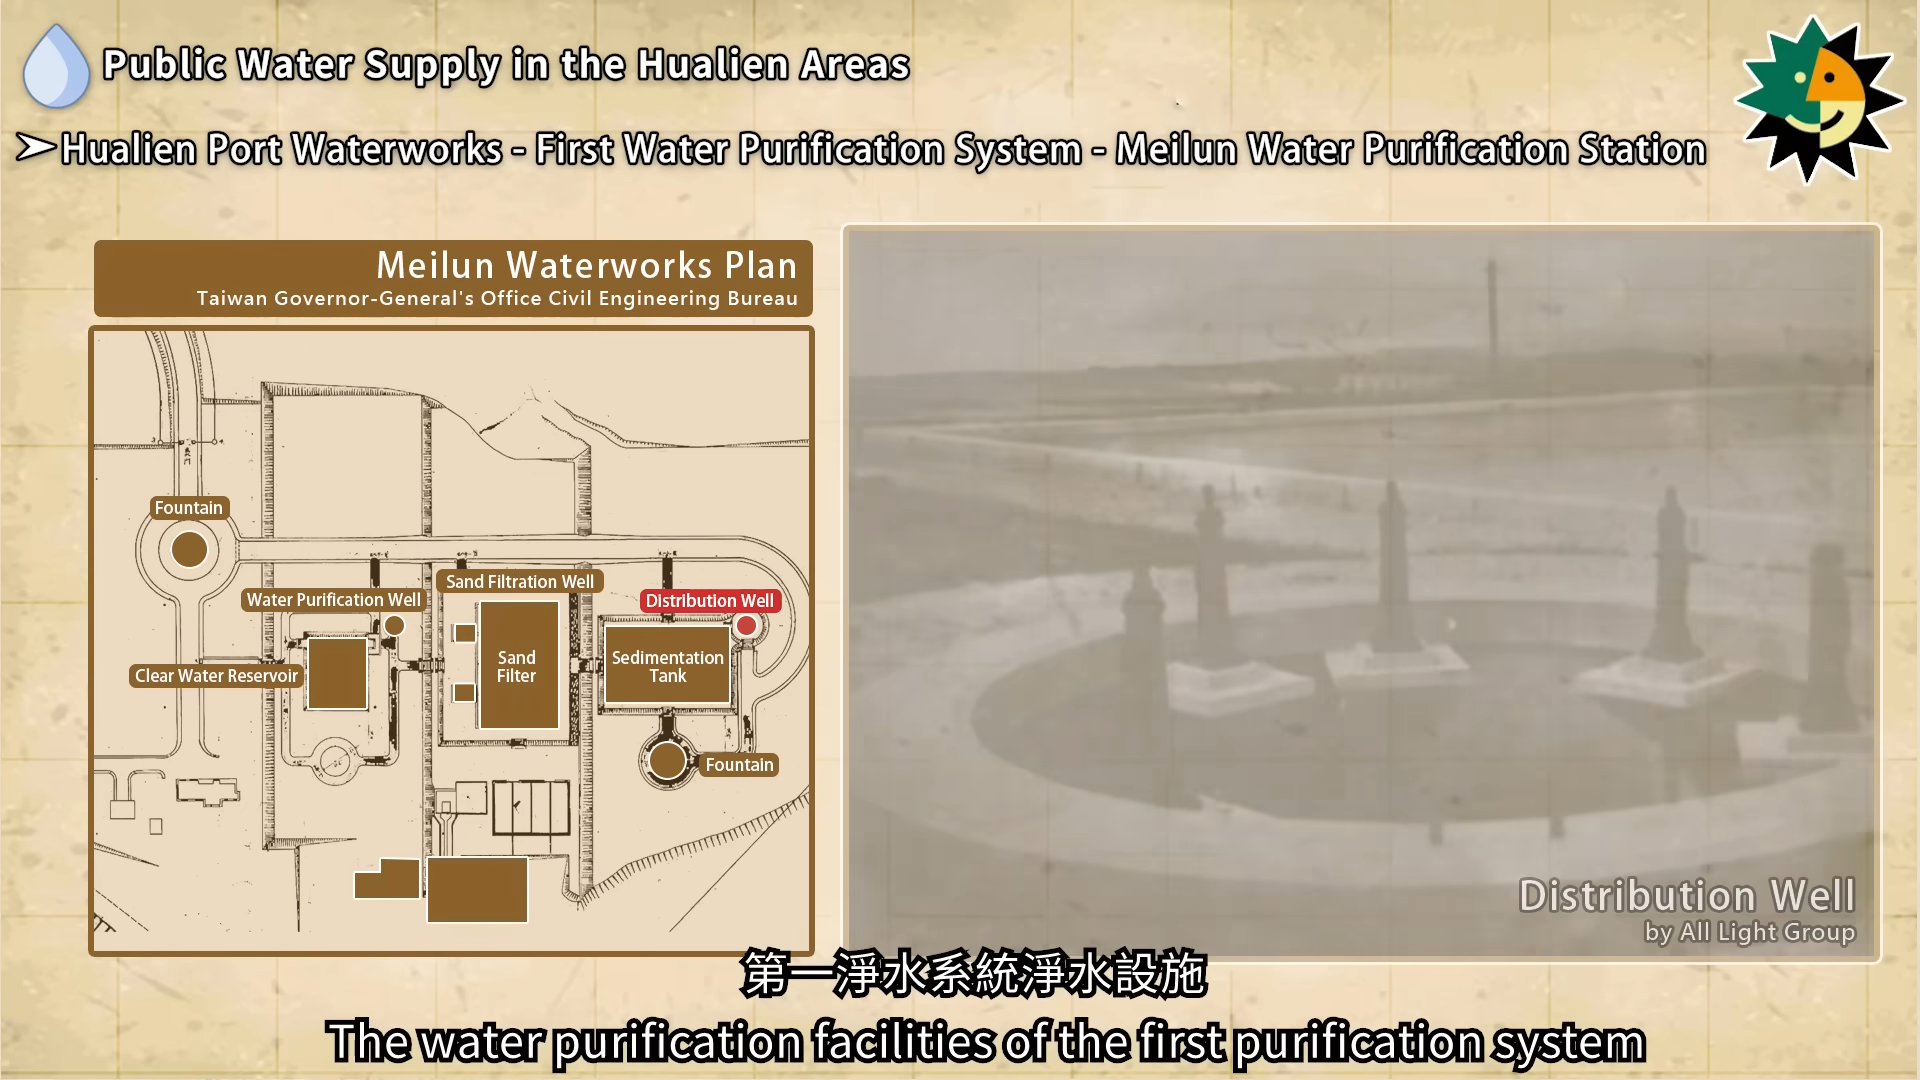 Public Water Supply in the Hualien Areas
Hualien Port Waterworks - First Water Purification System - Meilun Water Purification Station
Meilun Waterworks Plan
Taiwan Governor-General's Office Civil Engineering Bureau
Fountain
Sand Filtration Well
Water Purification Well
Distribution Well
Sand
Filter
Sedimentation
Tank
Clear Water Reservoir
Fountain
Distribution Well
by All Light Group
第一淨水系統淨水設施
The water purification facilities of the first purification system